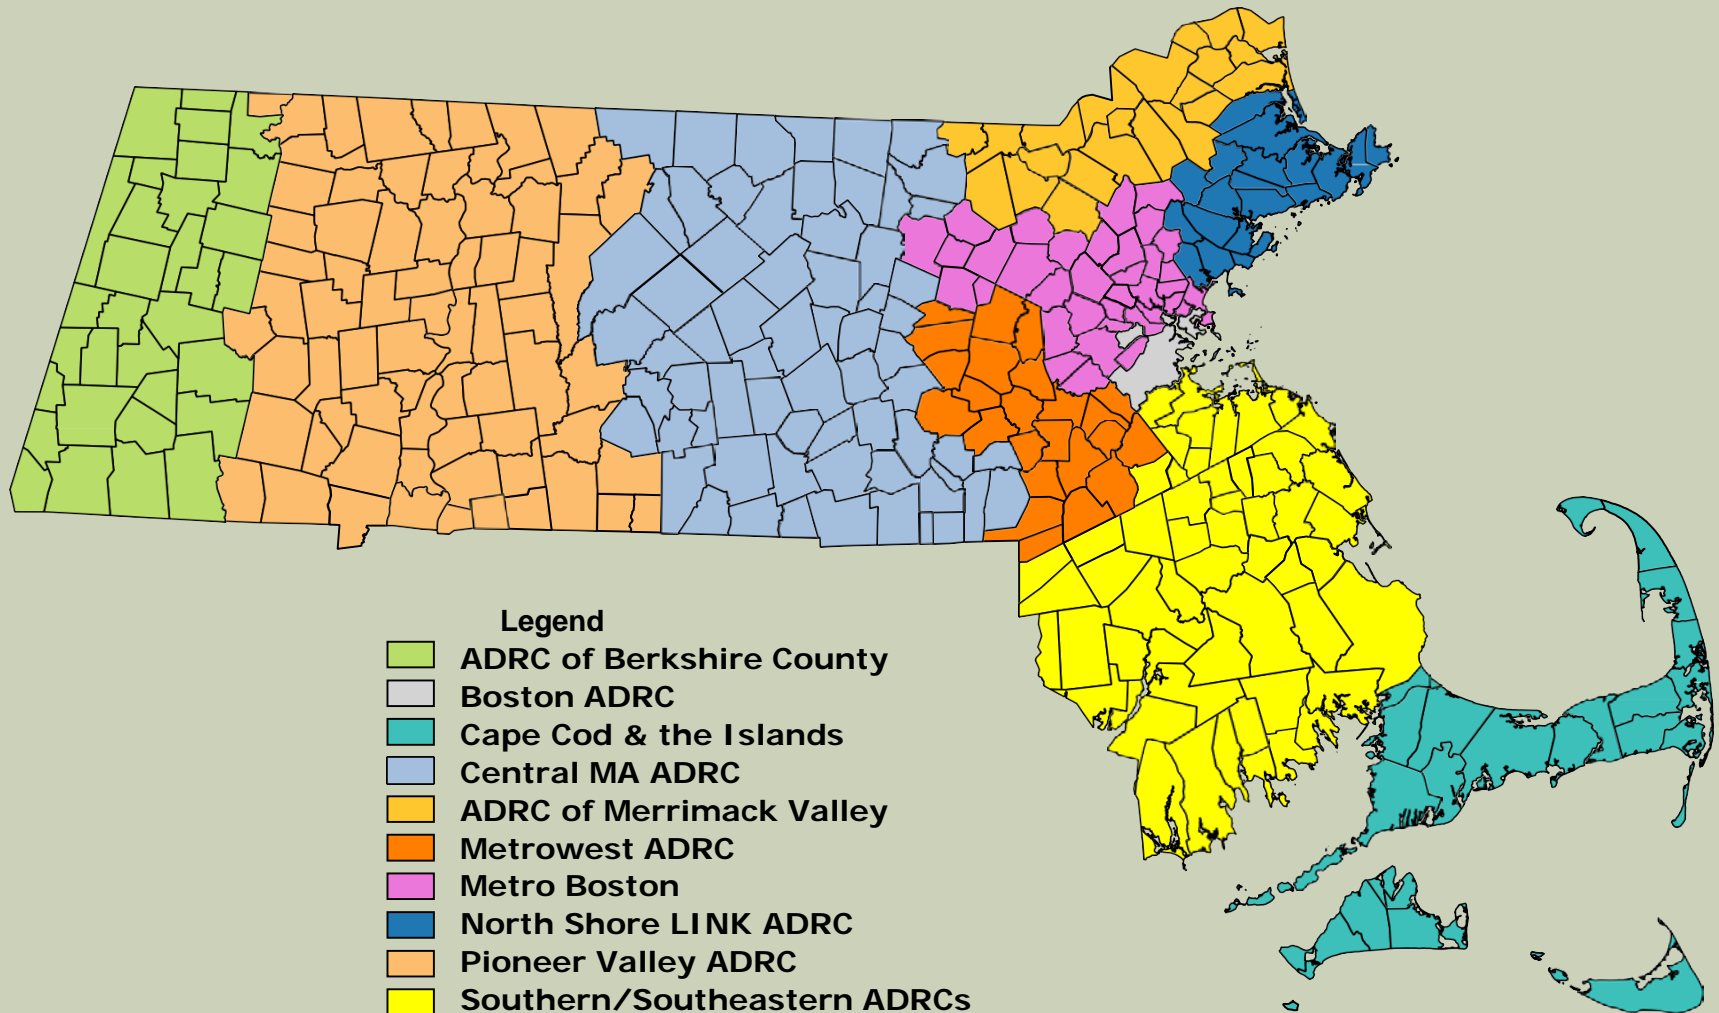 Legend
ADRC of Berkshire County
Boston ADRC
Cape Cod & the Islands
Central MA ADRC
ADRC of Merrimack Valley
Metrowest ADRC
Metro Boston
North Shore LINK ADRC
Pioneer Valley ADRC
Southern/Southeastern ADRCs